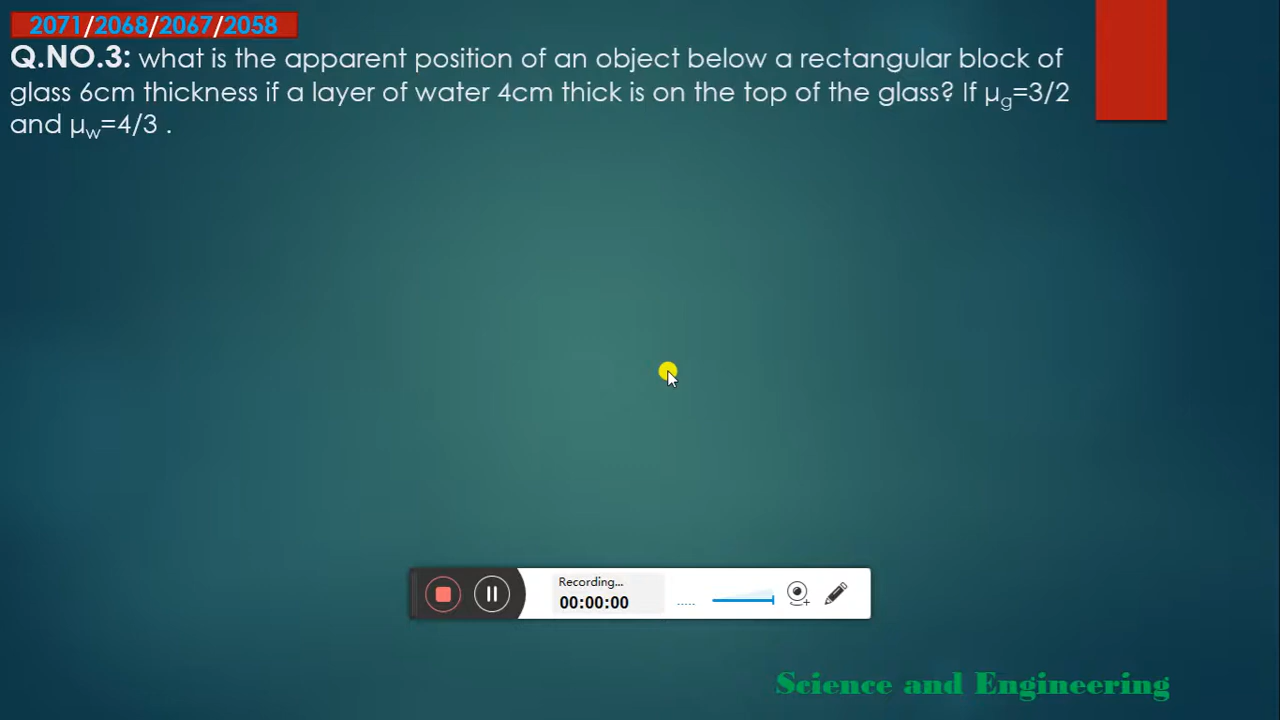 2071/2068/2067/2058
Q.NO.3: what is the apparent position of an object below a rectangular block of
glass 6cm thickness if a layer of water 4cm thick is on the top of the glass? If μg=3/2
and μw=4/3 .
Recording...
00:00:00
Science and Engineering